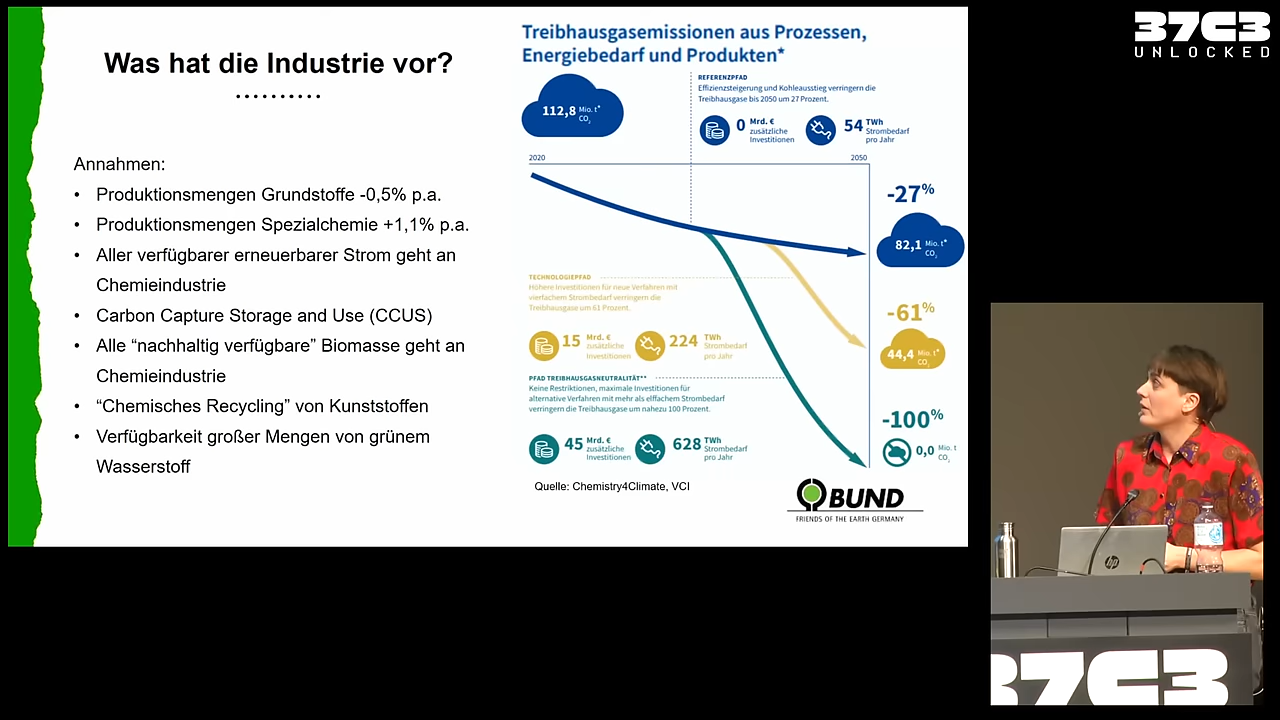 Was hat die Industrie vor?
Annahmen:
• Produktionsmengen Grundstoffe -0,5% p.a.
• Produktionsmengen Spezialchemie +1,1% p.a.
• Aller verfügbarer erneuerbarer Strom geht an
Chemieindustrie
• Carbon Capture Storage and Use (CCUS)
• Alle “nachhaltig verfügbare” Biomasse geht an
Chemieindustrie
• “Chemisches Recycling” von Kunststoffen
• Verfügbarkeit großer Mengen von grünem
Wasserstoff
Treibhausgasemissionen aus Prozessen,
Energiebedarf und Produkten*
112,8 Mio. t*
CO2
REFERENZPFAD
Effizienzsteigerung und Kohleausstieg verringern die
Treibhausgase bis 2050 um 27 Prozent.
0 Mrd. €
zusätzliche
Investitionen
54 TWh
Strombedarf
pro Jahr
2020
2050
-27%
82,1 Mio. t*
CO2
TECHNOLOGIEPFAD
Höhere Investitionen für neue Verfahren mit
vierfachem Strombedarf verringern die
Treibhausgase um 61 Prozent.
15 Mrd. €
zusätzliche
Investitionen
224 TWh
Strombedarf
pro Jahr
-61%
44,4 Mio. t*
CO2
PFAD TREIBHAUSGASNEUTRALITÄT**
Keine Restriktionen, maximale Investitionen für
alternative Verfahren mit mehr als elffachem Strombedarf
verringern die Treibhausgase um nahezu 100 Prozent.
45 Mrd. €
zusätzliche
Investitionen
628 TWh
Strombedarf
pro Jahr
-100%
0,0 Mio. t
CO2
Quelle: Chemistry4Climate, VCI
BUND
FRIENDS OF THE EARTH GERMANY
37C3
UNLOCKED
hp
37C3